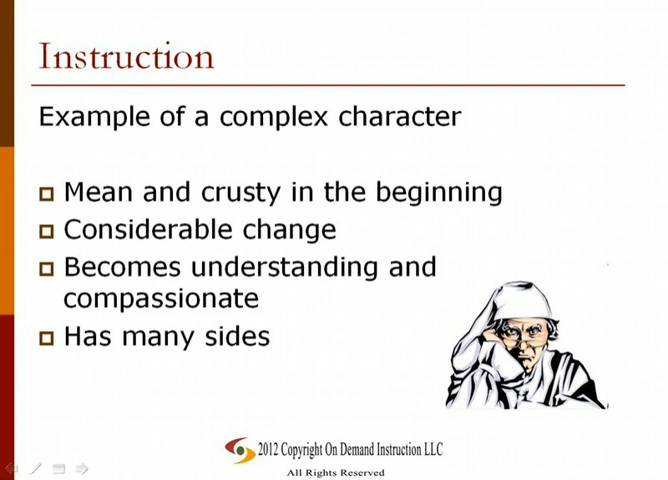 Instruction
Example of a complex character
Mean and crusty in the beginning
Considerable change
Becomes understanding and
compassionate
Has many sides
2012 Copyright On Demand Instruction LLC
All Rights Reserved